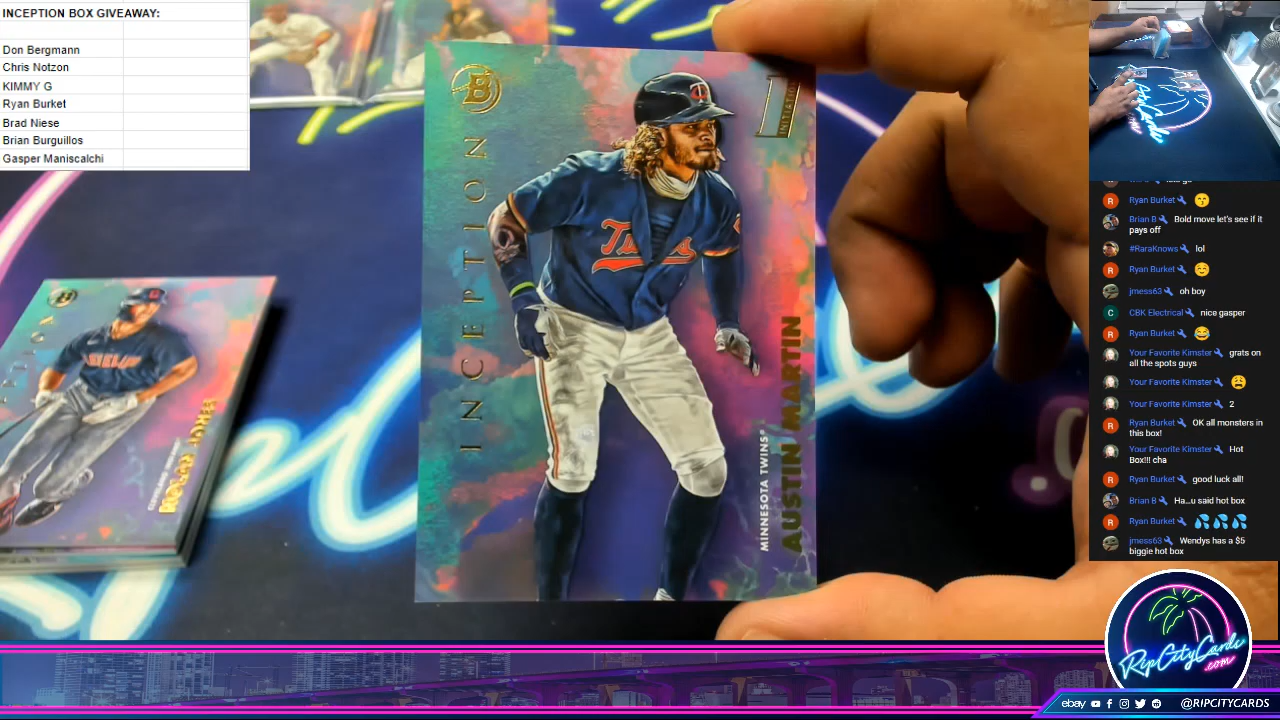 INCEPTION BOX GIVEAWAY:
Don Bergmann
Chris Notzon
KIMMY G
Ryan Burket
Brad Niese
Brian Burguillos
Gasper Maniscalchi
B
INCEPTION
INITIATION
Twins
MINNESOTA TWINS®
AUSTIN MARTIN
CLEVELAND
Ryan Burket 😙
Brian B Bold move let's see if it
pays off
#RaraKnows lol
Ryan Burket 😊
jmess63 oh boy
CBK Electrical nice gasper
Ryan Burket 😂
Your Favorite Kimster grats on
all the spots guys
Your Favorite Kimster 😩
Your Favorite Kimster 2
Ryan Burket OK all monsters in
this box!
Your Favorite Kimster Hot
Box!!! cha
Ryan Burket good luck all!
Brian B Ha...u said hot box
Ryan Burket 💦💦💦
jmess63 Wendys has a $5
biggie hot box
RipCityCards
.com
ebay @RIPCITYCARDS